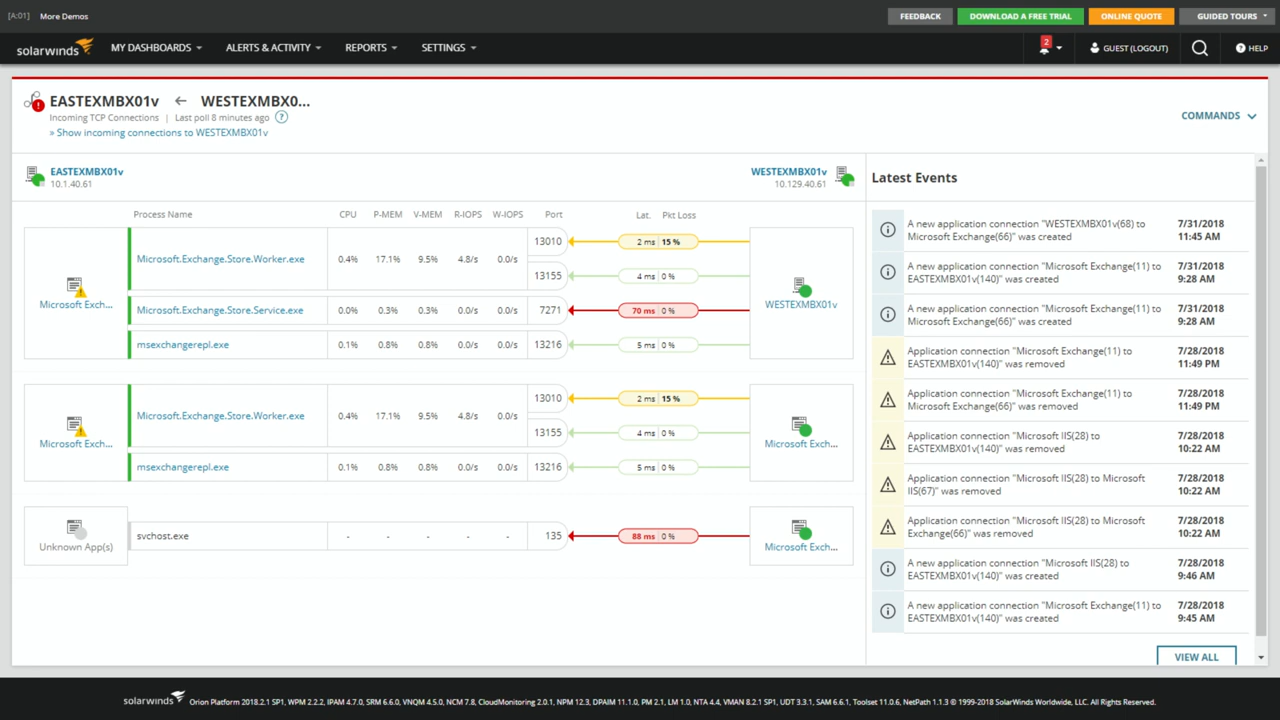 [A:01] More Demos
FEEDBACK DOWNLOAD A FREE TRIAL ONLINE QUOTE GUIDED TOURS
solarwinds MY DASHBOARDS ALERTS & ACTIVITY REPORTS SETTINGS 2 GUEST (LOGOUT) HELP
EASTEXMBX01v ← WESTEXMBX0...
Incoming TCP Connections | Last poll 8 minutes ago ?
» Show incoming connections to WESTEXMBX01v
COMMANDS
EASTEXMBX01v
10.1.40.61
WESTEXMBX01v
10.129.40.61
Process Name CPU P-MEM V-MEM R-IOPS W-IOPS Port Lat. Pkt Loss
Microsoft Exch...
Microsoft.Exchange.Store.Worker.exe 0.4% 17.1% 9.5% 4.8/s 0.0/s
13010 2 ms 15 %
13155 4 ms 0 %
Microsoft.Exchange.Store.Service.exe 0.0% 0.3% 0.3% 0.0/s 0.0/s 7271 70 ms 0 %
msexchangerepl.exe 0.1% 0.8% 0.8% 0.0/s 0.0/s 13216 5 ms 0 %
WESTEXMBX01v
Microsoft Exch...
Microsoft.Exchange.Store.Worker.exe 0.4% 17.1% 9.5% 4.8/s 0.0/s
13010 2 ms 15 %
13155 4 ms 0 %
msexchangerepl.exe 0.1% 0.8% 0.8% 0.0/s 0.0/s 13216 5 ms 0 %
Microsoft Exch...
Unknown App(s)
svchost.exe - - - - - 135 88 ms 0 %
Microsoft Exch...
Latest Events
A new application connection "WESTEXMBX01v(68) to 7/31/2018
Microsoft Exchange(66)" was created 11:45 AM
A new application connection "Microsoft Exchange(11) to 7/31/2018
EASTEXMBX01v(140) was created 9:28 AM
A new application connection "Microsoft Exchange(11) to 7/31/2018
Microsoft Exchange(66)" was created 9:28 AM
Application connection "Microsoft Exchange(11) to 7/28/2018
EASTEXMBX01v(140)" was removed 11:49 PM
Application connection "Microsoft Exchange(11) to 7/28/2018
Microsoft Exchange(66)" was removed 11:49 PM
Application connection "Microsoft IIS(28) to 7/28/2018
EASTEXMBX01v(140)" was removed 10:22 AM
Application connection "Microsoft IIS(28) to Microsoft 7/28/2018
IIS(67)" was removed 10:22 AM
Application connection "Microsoft IIS(28) to Microsoft 7/28/2018
Exchange(66)" was removed 10:22 AM
A new application connection "Microsoft IIS(28) to 7/28/2018
EASTEXMBX01v(140)" was created 9:46 AM
A new application connection "Microsoft Exchange(11) to 7/28/2018
EASTEXMBX01v(140)" was created 9:45 AM
VIEW ALL
solarwinds Orion Platform 2018.2.1 SP1, WPM 2.2.2, IPAM 4.7.0, SRM 6.6.0, VNQM 4.5.0, NCM 7.8, CloudMonitoring 2.0.1, NPM 12.3, DPAIM 11.1.0, PM 2.1, LM 1.0, NTA 4.4, VMAN 8.2.1 SP1, UDT 3.3.1, SAM 6.6.1, Toolset 11.0.6, NetPath 1.1.3 © 1999-2018 SolarWinds Worldwide, LLC. All Rights Reserved.